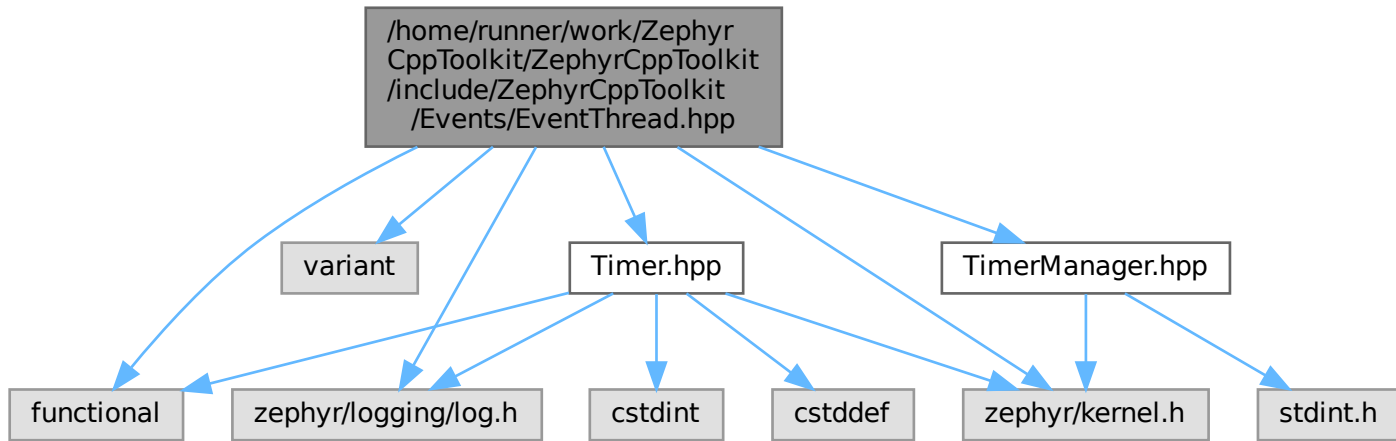 /home/runner/work/Zephyr
CppToolkit/ZephyrCppToolkit
/include/ZephyrCppToolkit
/Events/EventThread.hpp
variant
Timer.hpp
TimerManager.hpp
functional
zephyr/logging/log.h
cstdint
cstddef
zephyr/kernel.h
stdint.h